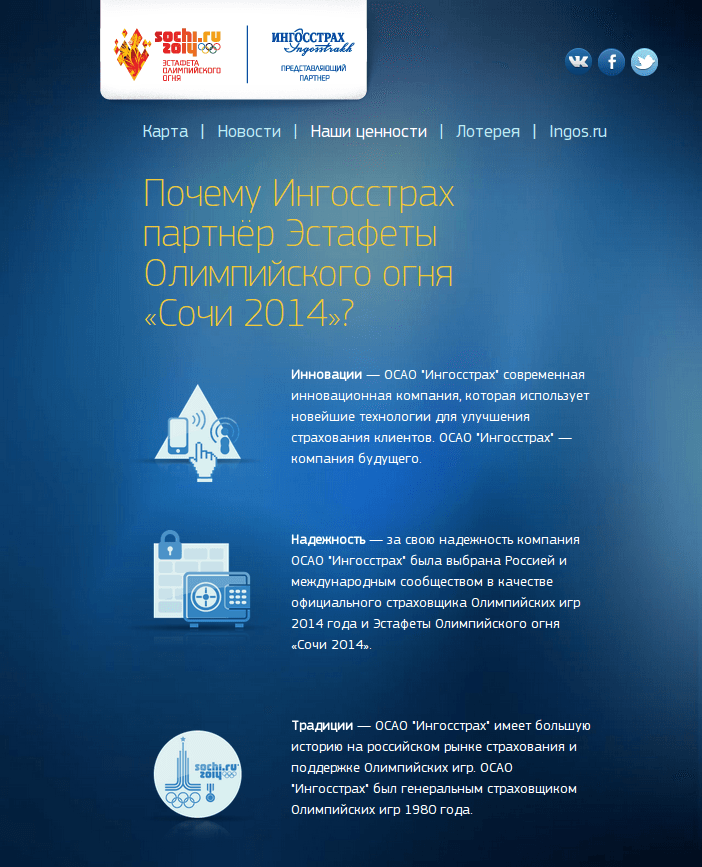 sochi.ru
2014
ЭСТАФЕТА
ОЛИМПИЙСКОГО
ОГНЯ
ИНГОССТРАХ
Ingosstrakh
ПРЕДСТАВЛЯЮЩИЙ
ПАРТНЕР
Карта | Новости | Наши ценности | Лотерея | Ingos.ru
Почему Ингосстрах
партнёр Эстафеты
Олимпийского огня
«Сочи 2014»?
Инновации — ОСАО "Ингосстрах" современная
инновационная компания, которая использует
новейшие технологии для улучшения
страхования клиентов. ОСАО "Ингосстрах" —
компания будущего.
Надежность — за свою надежность компания
ОСАО "Ингосстрах" была выбрана Россией и
международным сообществом в качестве
официального страховщика Олимпийских игр
2014 года и Эстафеты Олимпийского огня
«Сочи 2014».
Традиции — ОСАО "Ингосстрах" имеет большую
историю на российском рынке страхования и
поддержке Олимпийских игр. ОСАО
"Ингосстрах" был генеральным страховщиком
Олимпийских игр 1980 года.
sochi.ru
2014